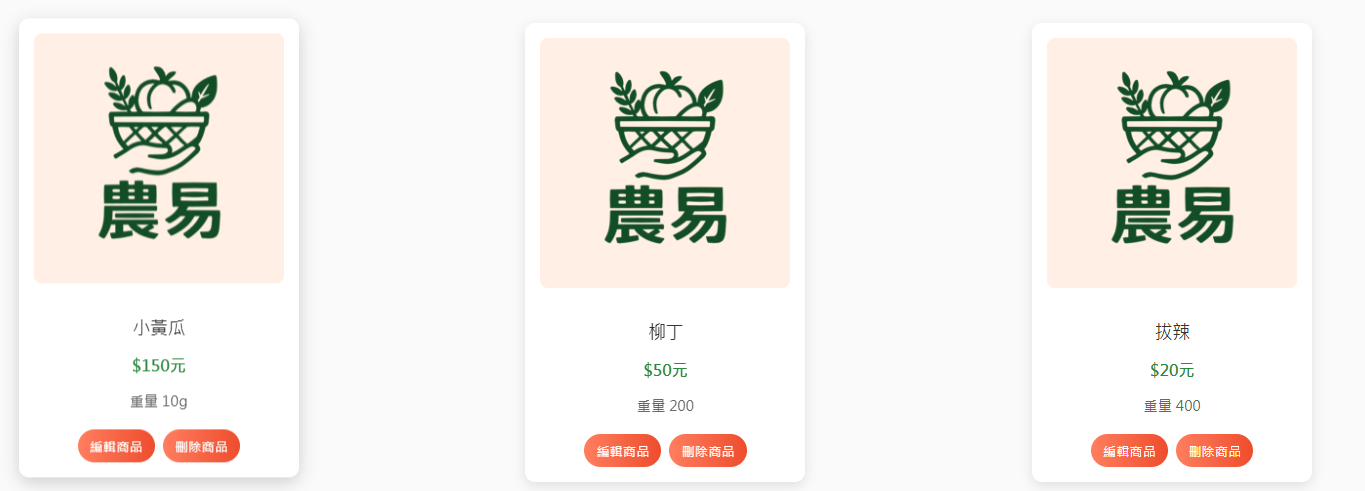 農易
小黃瓜
$150元
重量 10g
編輯商品 刪除商品
農易
柳丁
$50元
重量 200
編輯商品 刪除商品
農易
拔辣
$20元
重量 400
編輯商品 刪除商品